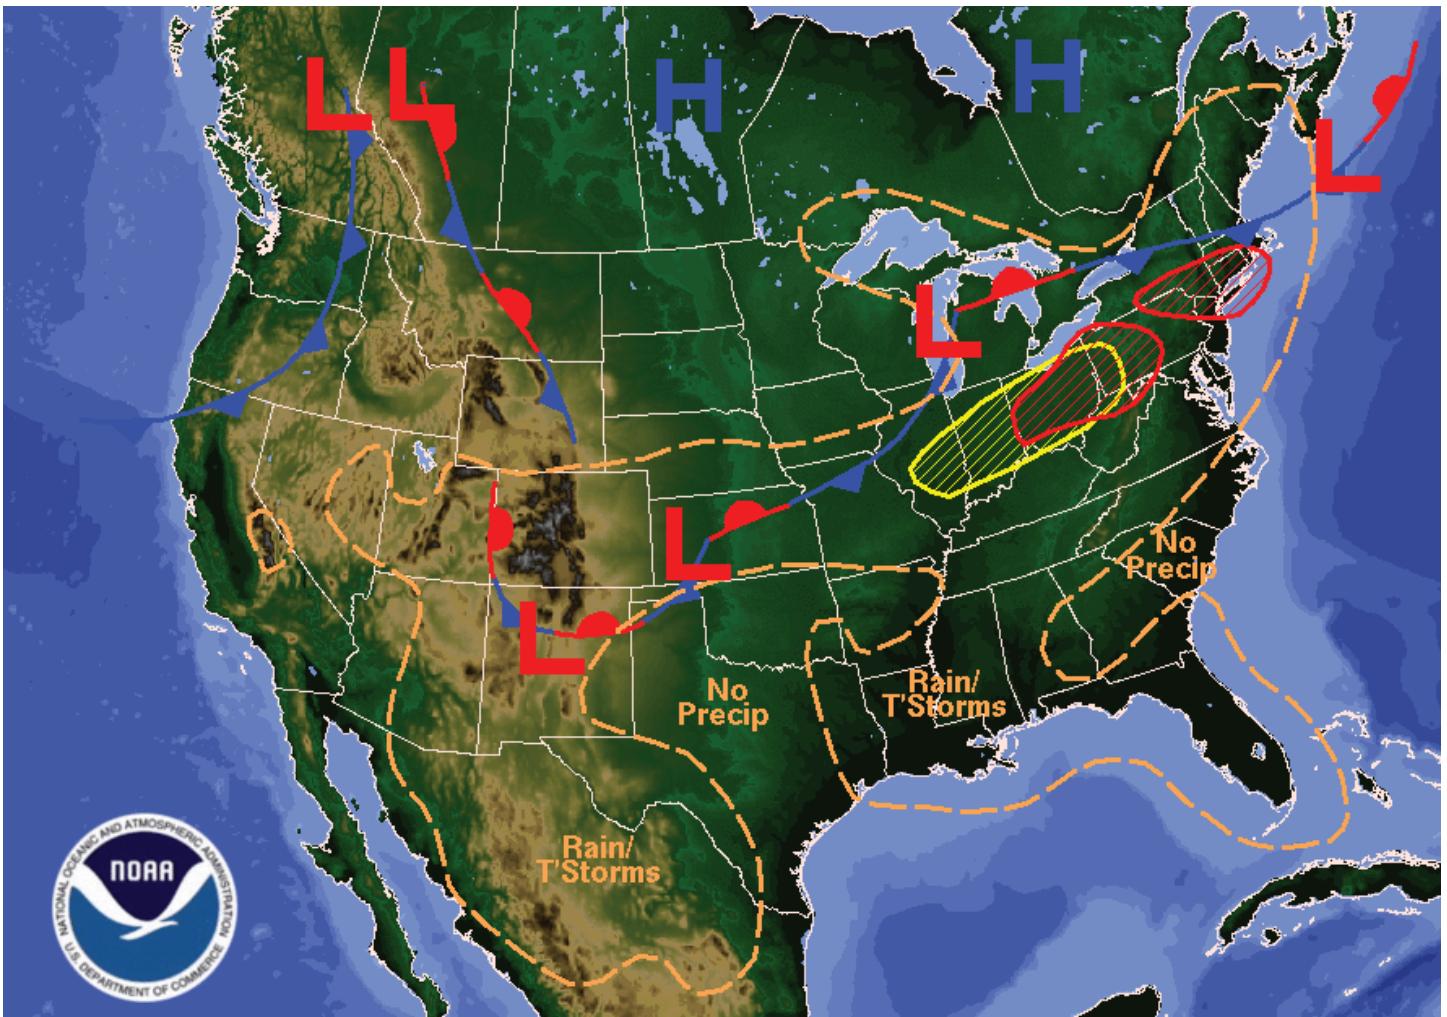 L
L
H
H
L
L
L
No
Precip
L
No
Precip
Rain/
T'Storms
Rain/
T'Storms
NATIONAL OCEANIC AND ATMOSPHERIC ADMINISTRATION
NOAA
U.S. DEPARTMENT OF COMMERCE